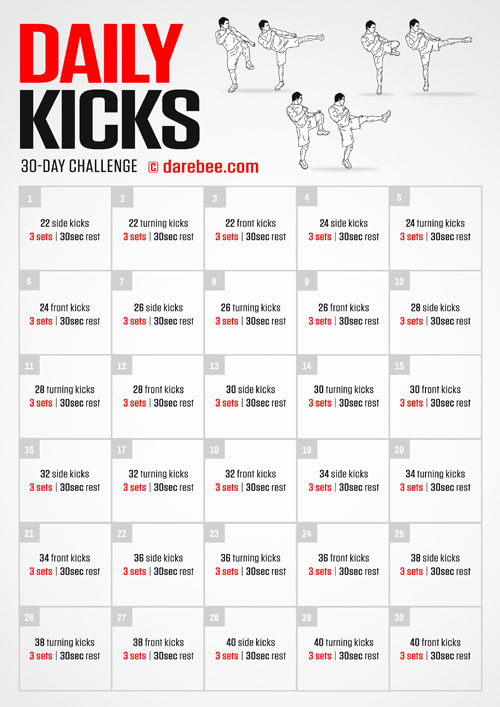 DAILY
KICKS
30-DAY CHALLENGE © darebee.com
1
22 side kicks
3 sets | 30sec rest
2
22 turning kicks
3 sets | 30sec rest
3
22 front kicks
3 sets | 30sec rest
4
24 side kicks
3 sets | 30sec rest
5
24 turning kicks
3 sets | 30sec rest
6
24 front kicks
3 sets | 30sec rest
7
26 side kicks
3 sets | 30sec rest
8
26 turning kicks
3 sets | 30sec rest
9
26 front kicks
3 sets | 30sec rest
10
28 side kicks
3 sets | 30sec rest
11
28 turning kicks
3 sets | 30sec rest
12
28 front kicks
3 sets | 30sec rest
13
30 side kicks
3 sets | 30sec rest
14
30 turning kicks
3 sets | 30sec rest
15
30 front kicks
3 sets | 30sec rest
16
32 side kicks
3 sets | 30sec rest
17
32 turning kicks
3 sets | 30sec rest
18
32 front kicks
3 sets | 30sec rest
19
34 side kicks
3 sets | 30sec rest
20
34 turning kicks
3 sets | 30sec rest
21
34 front kicks
3 sets | 30sec rest
22
36 side kicks
3 sets | 30sec rest
23
36 turning kicks
3 sets | 30sec rest
24
36 front kicks
3 sets | 30sec rest
25
38 side kicks
3 sets | 30sec rest
26
38 turning kicks
3 sets | 30sec rest
27
38 front kicks
3 sets | 30sec rest
28
40 side kicks
3 sets | 30sec rest
29
40 turning kicks
3 sets | 30sec rest
30
40 front kicks
3 sets | 30sec rest